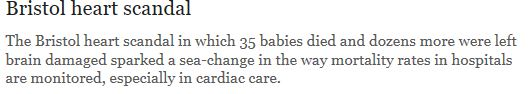 Bristol heart scandal
The Bristol heart scandal in which 35 babies died and dozens more were left
brain damaged sparked a sea-change in the way mortality rates in hospitals
are monitored, especially in cardiac care.